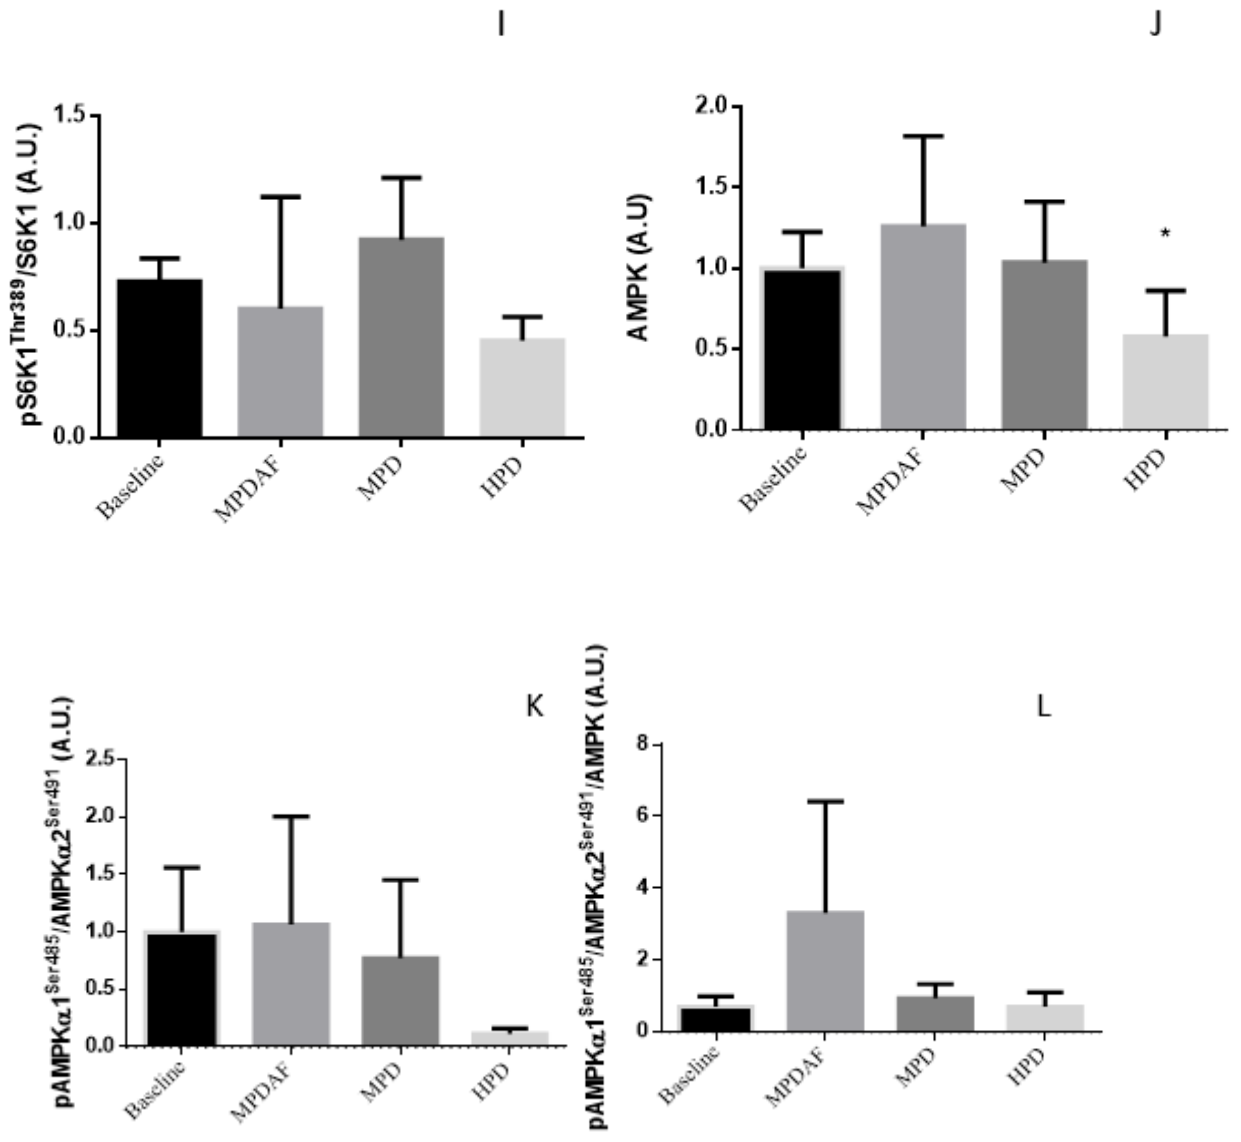 I
pS6K1Thr389/S6K1 (A.U.)
1.5
1.0
0.5
0.0
Baseline
MPDAF
MPD
HPD
J
AMPK (A.U)
2.0
1.5
1.0
0.5
0.0
*
Baseline
MPDAF
MPD
HPD
K
pAMPKα1Ser485/AMPKα2Ser491 (A.U.)
2.5
2.0
1.5
1.0
0.5
0.0
Baseline
MPDAF
MPD
HPD
L
pAMPKα1Ser485/AMPKα2Ser491/AMPK (A.U.)
8
6
4
2
0
Baseline
MPDAF
MPD
HPD